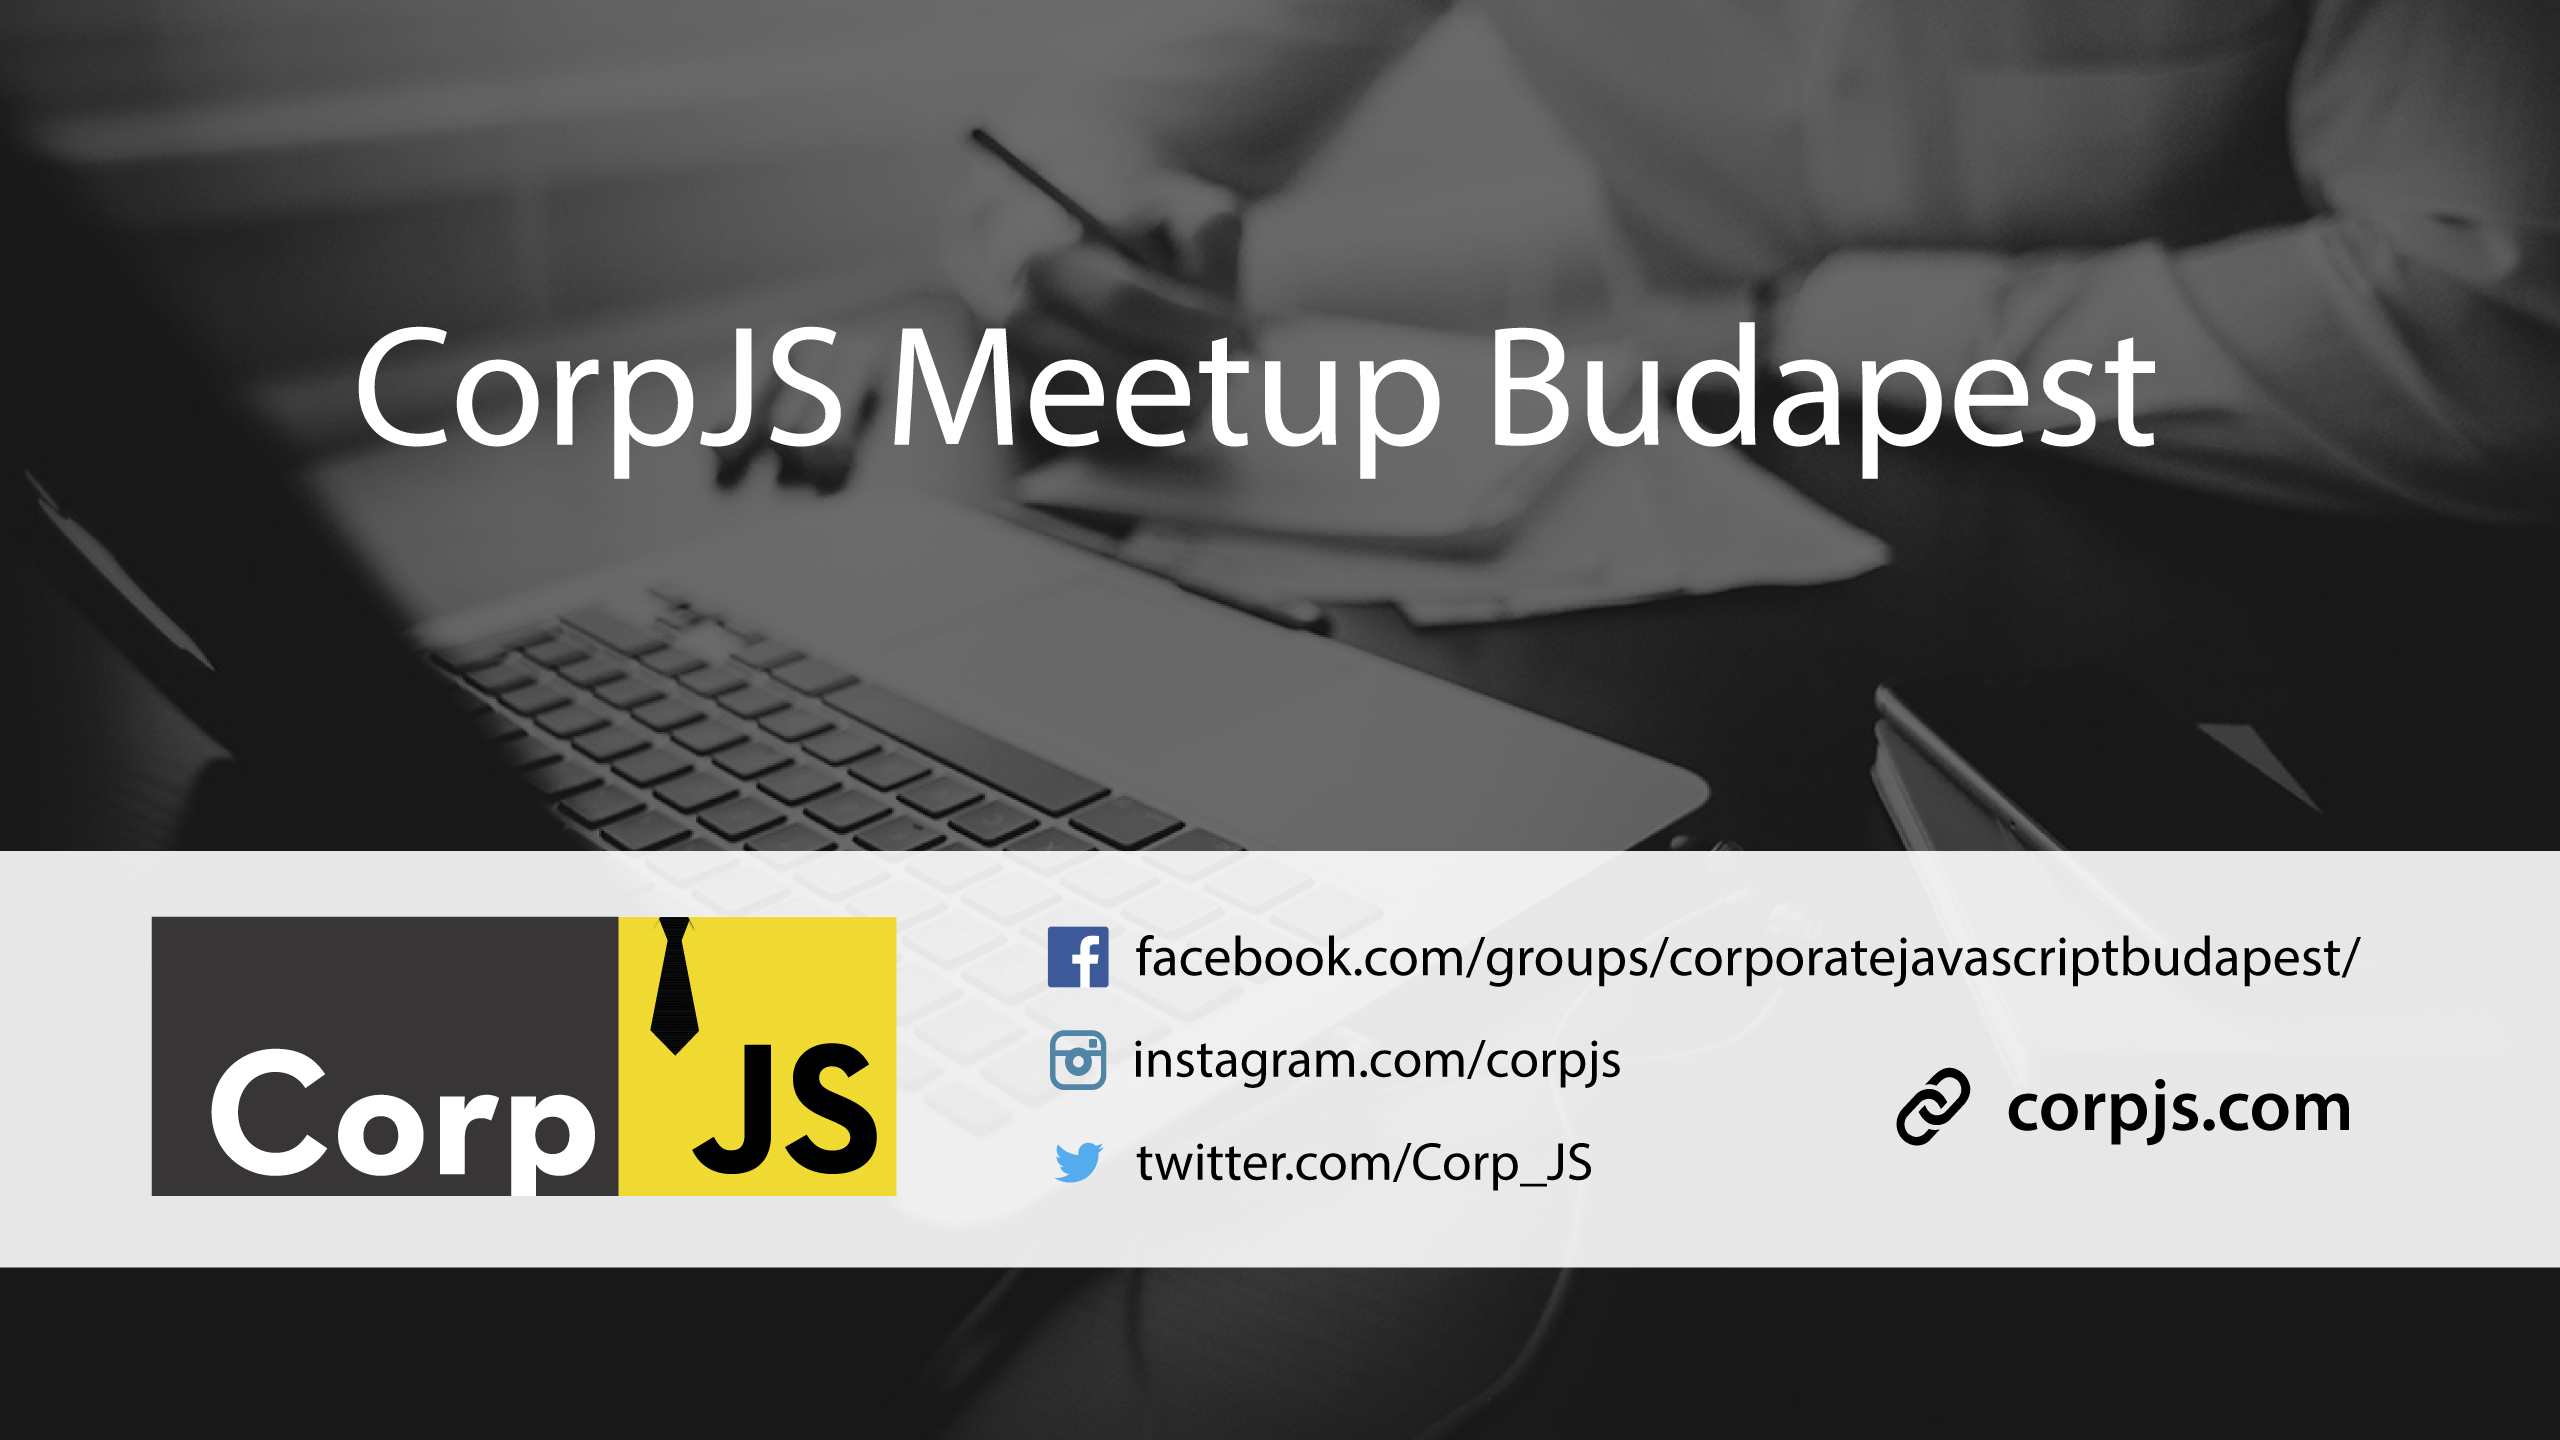 CorpJS Meetup Budapest
Corp JS
facebook.com/groups/corporatejavascriptbudapest/
instagram.com/corpjs
twitter.com/Corp_JS
corpjs.com